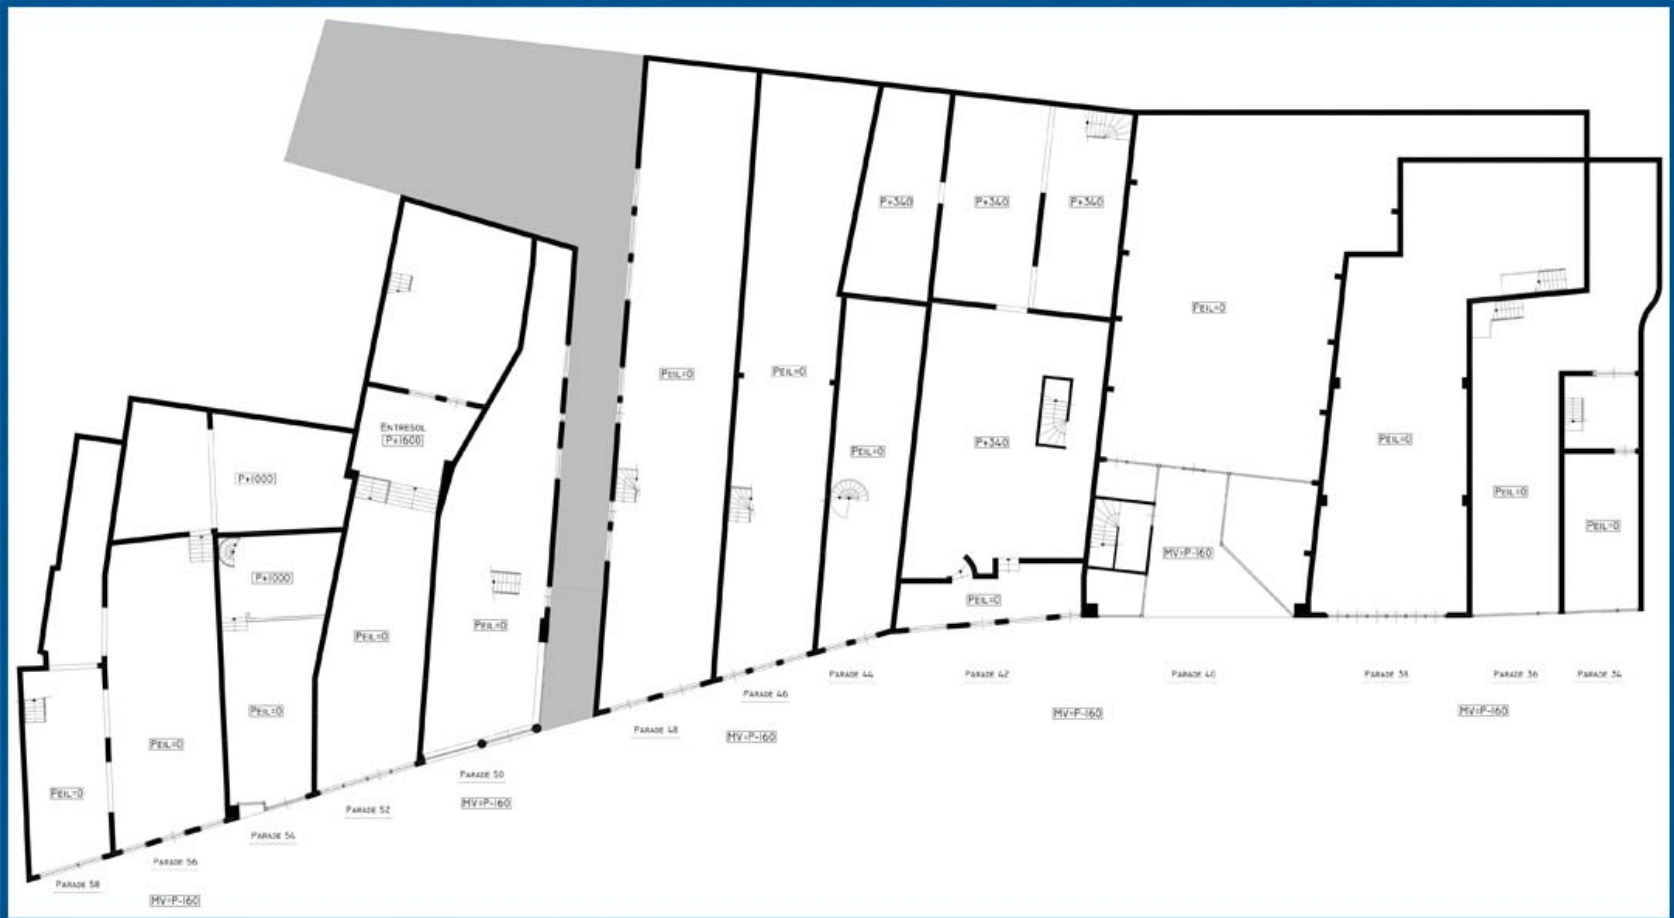 P+340
P+340
P+340
PEIL=0
PEIL=0
PEIL=0
ENTRESOL
P+1600
P+340
PEIL=0
PEIL=0
P+1000
PEIL=0
PEIL=0
MV=P-160
P+1000
PEIL=0
PEIL=0
PEIL=0
PEIL=0
PARADE 44
PARADE 42
PARADE 40
PARADE 38
PARADE 36
PARADE 34
PARADE 46
PEIL=0
MV=P-160
MV=P-160
PARADE 48
MV=P-160
PEIL=0
PARADE 50
PEIL=0
MV=P-160
PARADE 52
PARADE 54
PARADE 56
PARADE 58
MV=P-160